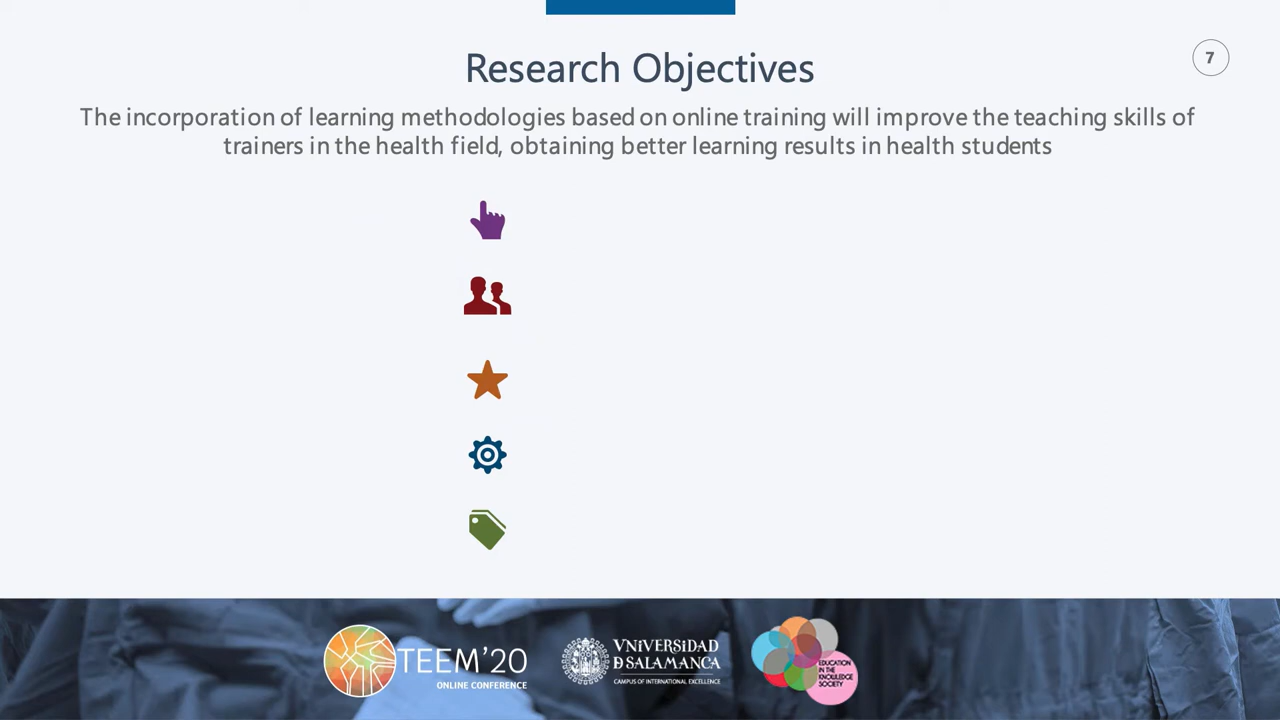 Research Objectives
7
The incorporation of learning methodologies based on online training will improve the teaching skills of
trainers in the health field, obtaining better learning results in health students
TEEM'20
ONLINE CONFERENCE
VNiVERSIDAD
D SALAMANCA
CAMPUS OF INTERNATIONAL EXCELLENCE
EDUCATION
IN THE
KNOWLEDGE
SOCIETY